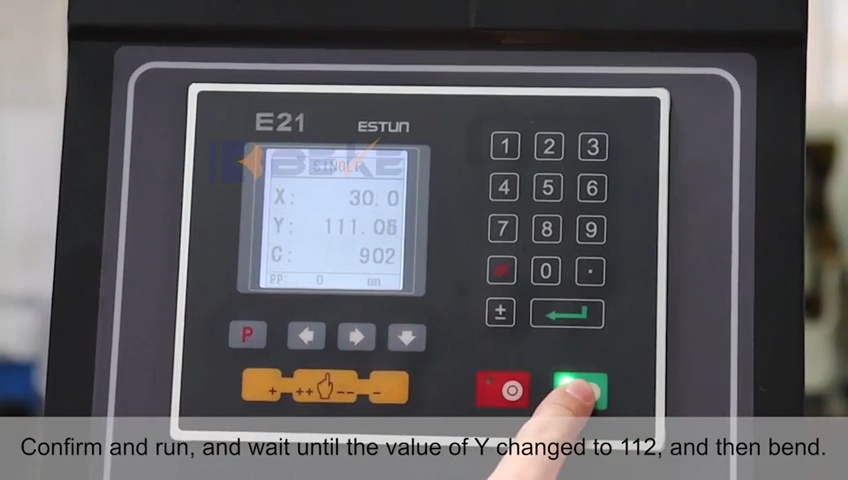 E21
ESTUN
BEKE
SINGLE
1 2 3
X: 30.0
4 5 6
Y: 111.06
7 8 9
C: 902
0 .
PP: 0 mm
±
P
+ ++ -- -
Confirm and run, and wait until the value of Y changed to 112, and then bend.